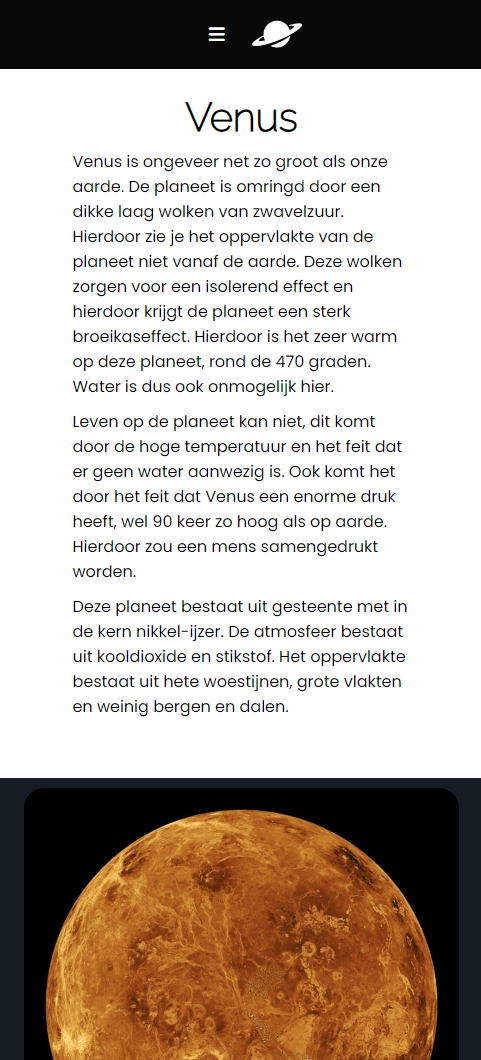 Venus
Venus is ongeveer net zo groot als onze
aarde. De planeet is omringd door een
dikke laag wolken van zwavelzuur.
Hierdoor zie je het oppervlakte van de
planeet niet vanaf de aarde. Deze wolken
zorgen voor een isolerend effect en
hierdoor krijgt de planeet een sterk
broeikaseffect. Hierdoor is het zeer warm
op deze planeet, rond de 470 graden.
Water is dus ook onmogelijk hier.
Leven op de planeet kan niet, dit komt
door de hoge temperatuur en het feit dat
er geen water aanwezig is. Ook komt het
door het feit dat Venus een enorme druk
heeft, wel 90 keer zo hoog als op aarde.
Hierdoor zou een mens samengedrukt
worden.
Deze planeet bestaat uit gesteente met in
de kern nikkel-ijzer. De atmosfeer bestaat
uit kooldioxide en stikstof. Het oppervlakte
bestaat uit hete woestijnen, grote vlakten
en weinig bergen en dalen.